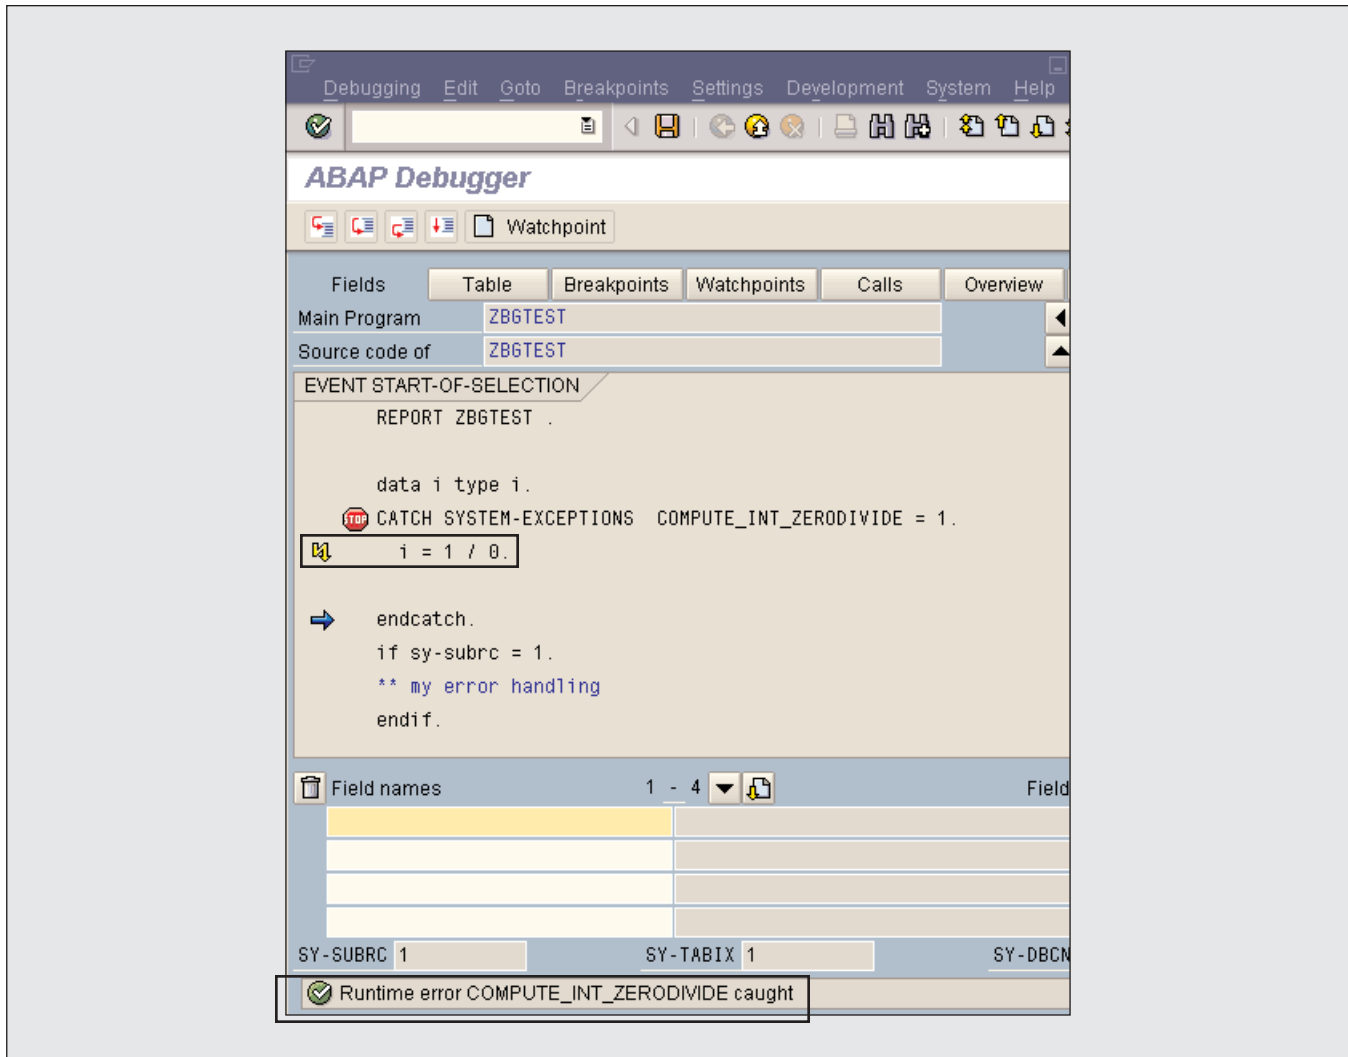 Debugging Edit Goto Breakpoints Settings Development System Help
ABAP Debugger
Watchpoint
Fields Table Breakpoints Watchpoints Calls Overview
Main Program ZBGTEST
Source code of ZBGTEST
EVENT START-OF-SELECTION
REPORT ZBGTEST .
data i type i.
STOP CATCH SYSTEM-EXCEPTIONS COMPUTE_INT_ZERODIVIDE = 1.
i = 1 / 0.
endcatch.
if sy-subrc = 1.
** my error handling
endif.
Field names 1 - 4 Field
SY-SUBRC 1 SY-TABIX 1 SY-DBCN
Runtime error COMPUTE_INT_ZERODIVIDE caught